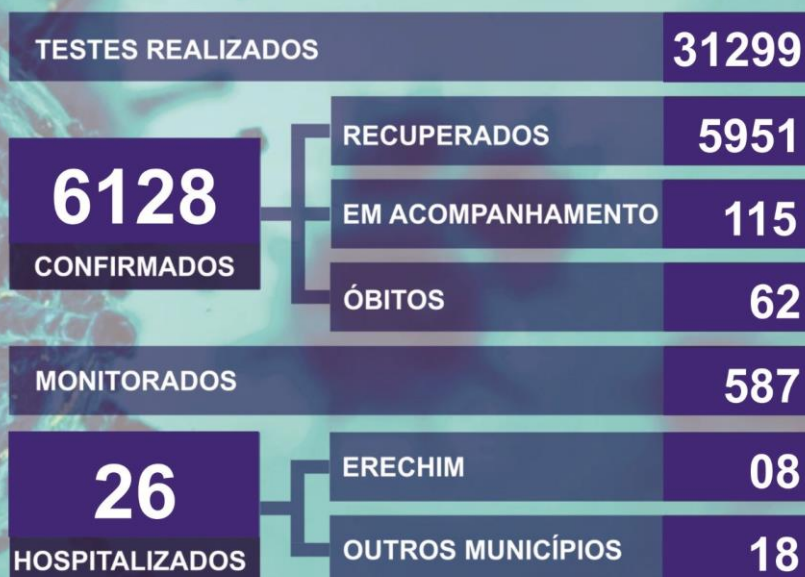 TESTES REALIZADOS 31299
6128
CONFIRMADOS
RECUPERADOS 5951
EM ACOMPANHAMENTO 115
ÓBITOS 62
MONITORADOS 587
26
HOSPITALIZADOS
ERECHIM 08
OUTROS MUNICÍPIOS 18